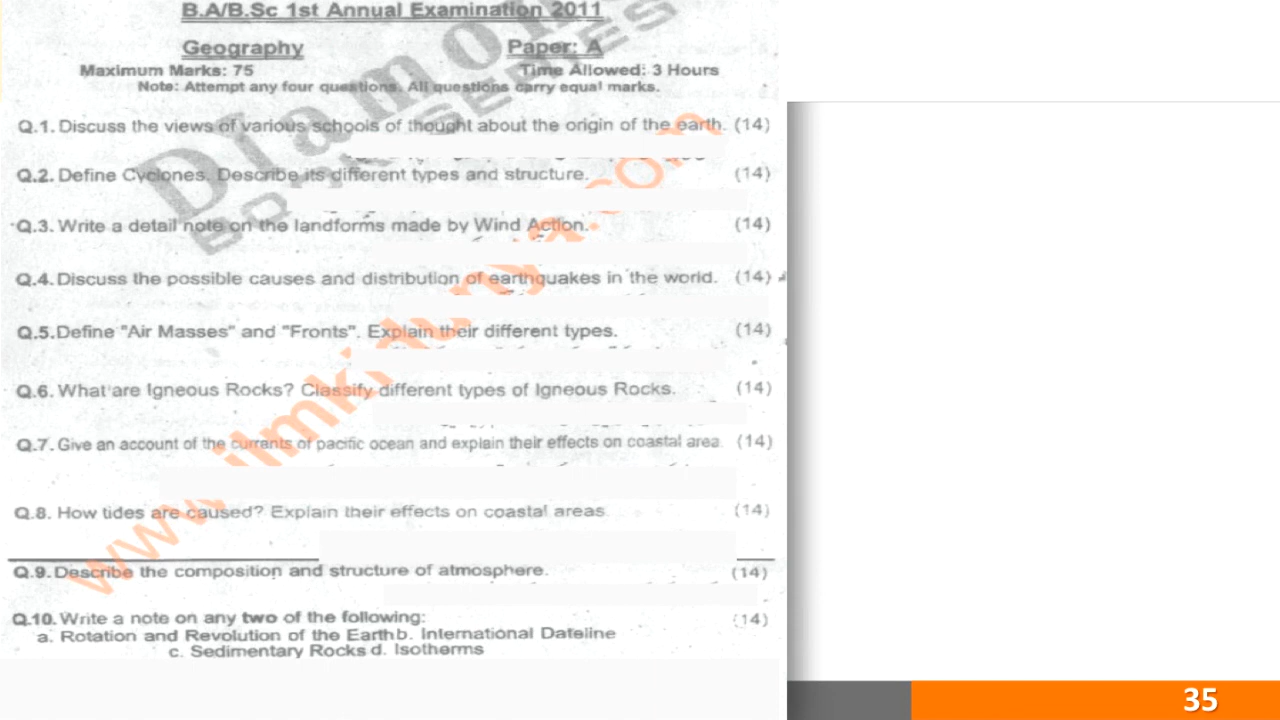 B.A/B.Sc 1st Annual Examination 2011
Geography Paper: A
Maximum Marks: 75 Time Allowed: 3 Hours
Note: Attempt any four questions. All questions carry equal marks.
Q.1. Discuss the views of various schools of thought about the origin of the earth. (14)
Q.2. Define Cyclones. Describe its different types and structure. (14)
Q.3. Write a detail note on the landforms made by Wind Action. (14)
Q.4. Discuss the possible causes and distribution of earthquakes in the world. (14)
Q.5. Define "Air Masses" and "Fronts". Explain their different types. (14)
Q.6. What are Igneous Rocks? Classify different types of Igneous Rocks. (14)
Q.7. Give an account of the currants of pacific ocean and explain their effects on coastal area. (14)
Q.8. How tides are caused? Explain their effects on coastal areas (14)
Q.9. Describe the composition and structure of atmosphere. (14)
Q.10. Write a note on any two of the following: (14)
a. Rotation and Revolution of the Earth b. International Dateline
c. Sedimentary Rocks d. Isotherms
35